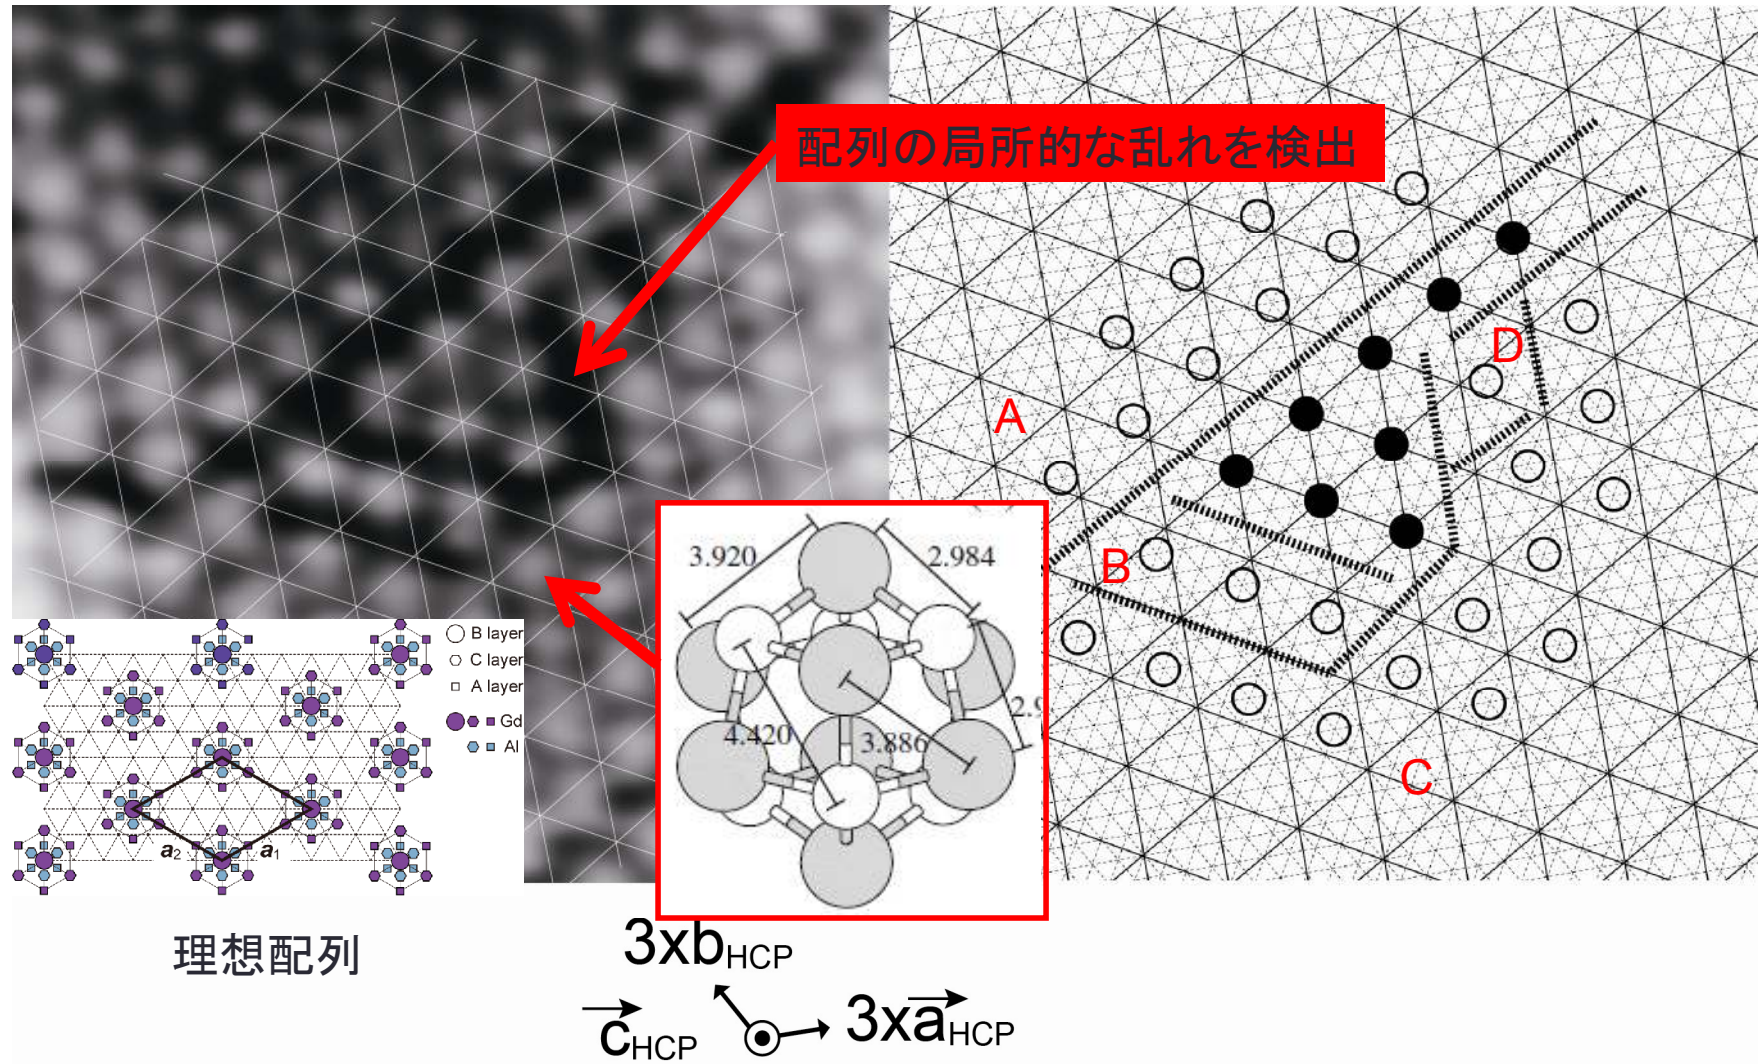 配列の局所的な乱れを検出
A
B
C
D
3.920
2.984
4.420
3.886
B layer
C layer
A layer
Gd
Al
a2
a1
理想配列
3xbHCP
cHCP
3xaHCP